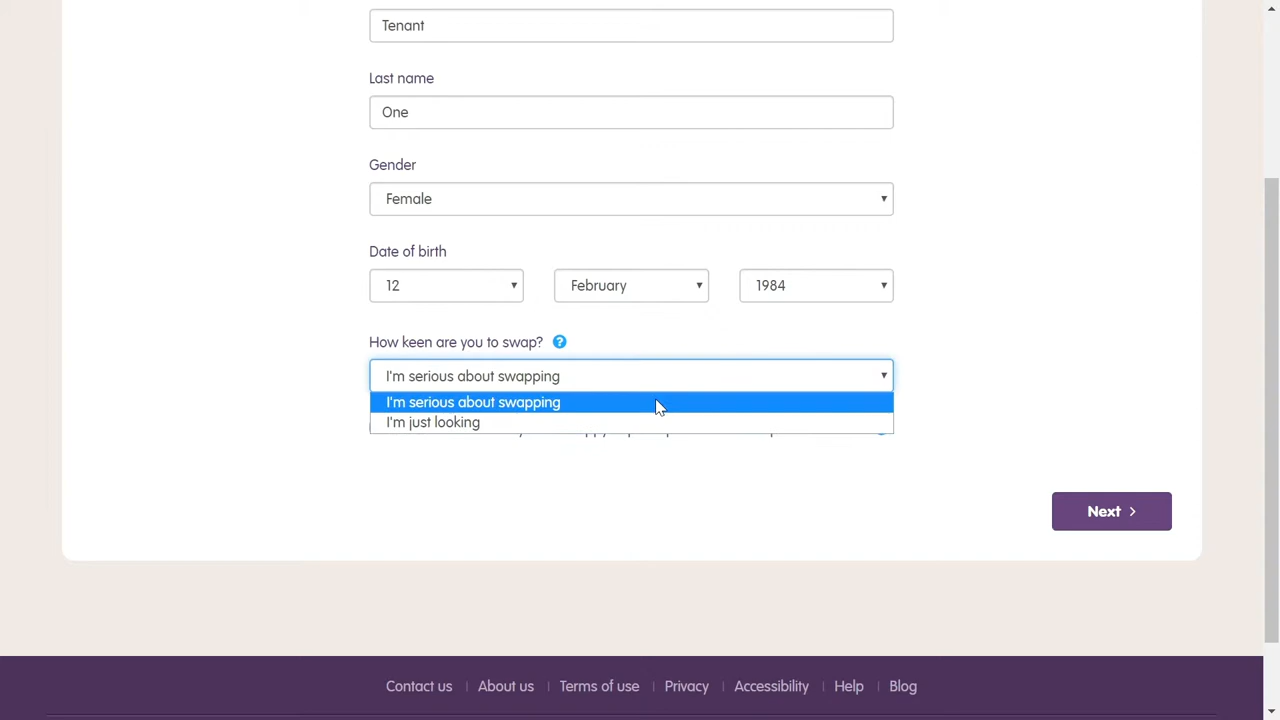 Tenant
Last name
One
Gender
Female
Date of birth
12 February 1984
How keen are you to swap? ?
I'm serious about swapping
I'm serious about swapping
I'm just looking
Next
Contact us About us Terms of use Privacy Accessibility Help Blog